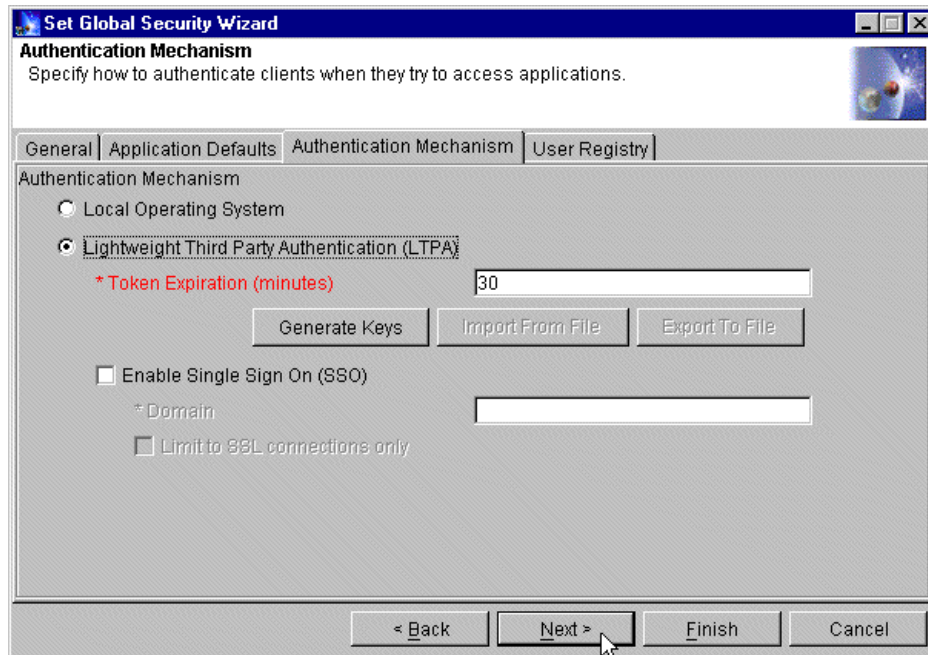 Set Global Security Wizard
Authentication Mechanism
Specify how to authenticate clients when they try to access applications.
General Application Defaults Authentication Mechanism User Registry
Authentication Mechanism
Local Operating System
Lightweight Third Party Authentication (LTPA)
* Token Expiration (minutes) 30
Generate Keys Import From File Export To File
Enable Single Sign On (SSO)
* Domain
Limit to SSL connections only
< Back Next > Finish Cancel